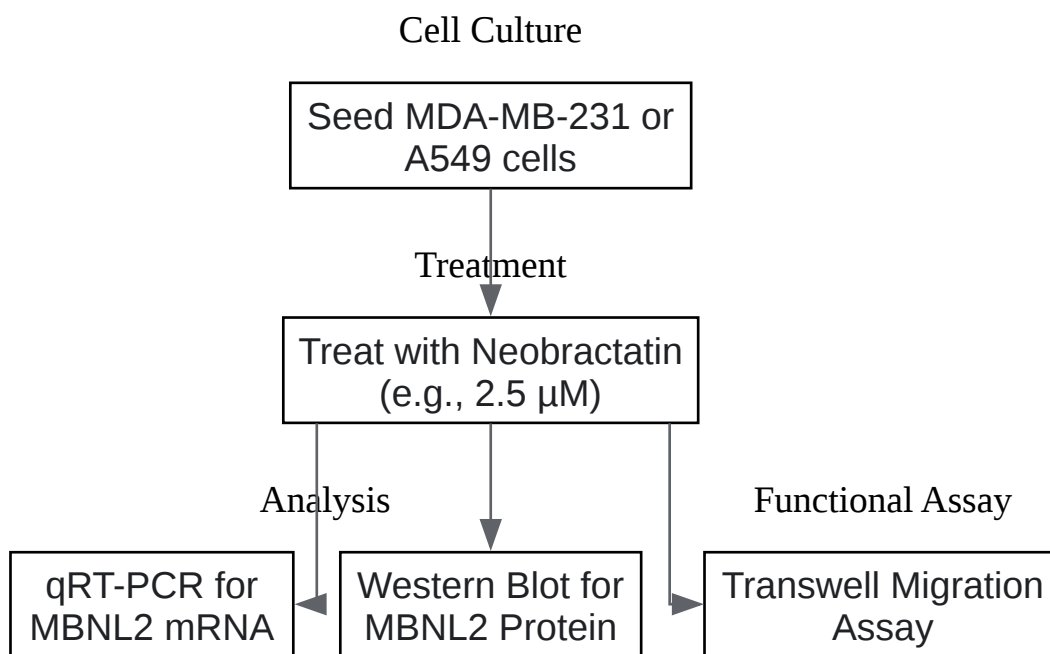 Cell Culture
Seed MDA-MB-231 or
A549 cells
Treatment
Treat with Neobractatin
(e.g., 2.5 µM)
Analysis
Functional Assay
qRT-PCR for
MBNL2 mRNA
Western Blot for
MBNL2 Protein
Transwell Migration
Assay